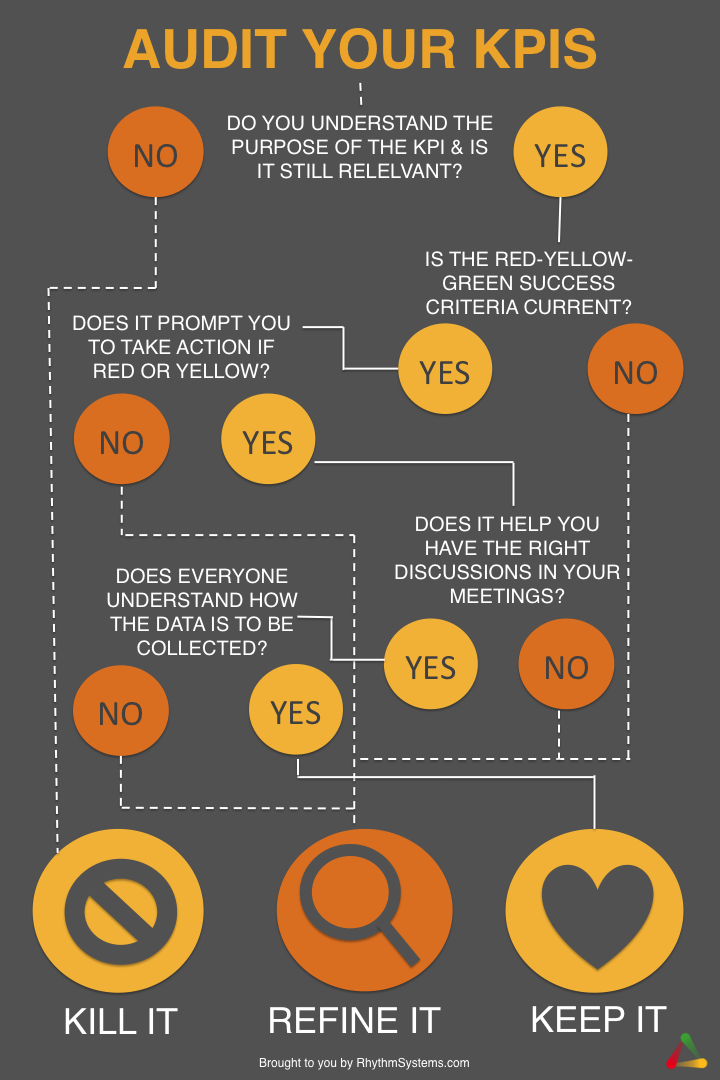 AUDIT YOUR KPIS
DO YOU UNDERSTAND THE
PURPOSE OF THE KPI & IS
IT STILL RELELVANT?
NO
YES
IS THE RED-YELLOW-
GREEN SUCCESS
CRITERIA CURRENT?
YES
NO
DOES IT PROMPT YOU
TO TAKE ACTION IF
RED OR YELLOW?
NO
YES
DOES IT HELP YOU
HAVE THE RIGHT
DISCUSSIONS IN YOUR
MEETINGS?
YES
NO
DOES EVERYONE
UNDERSTAND HOW
THE DATA IS TO BE
COLLECTED?
NO
YES
KILL IT
REFINE IT
KEEP IT
Brought to you by RhythmSystems.com